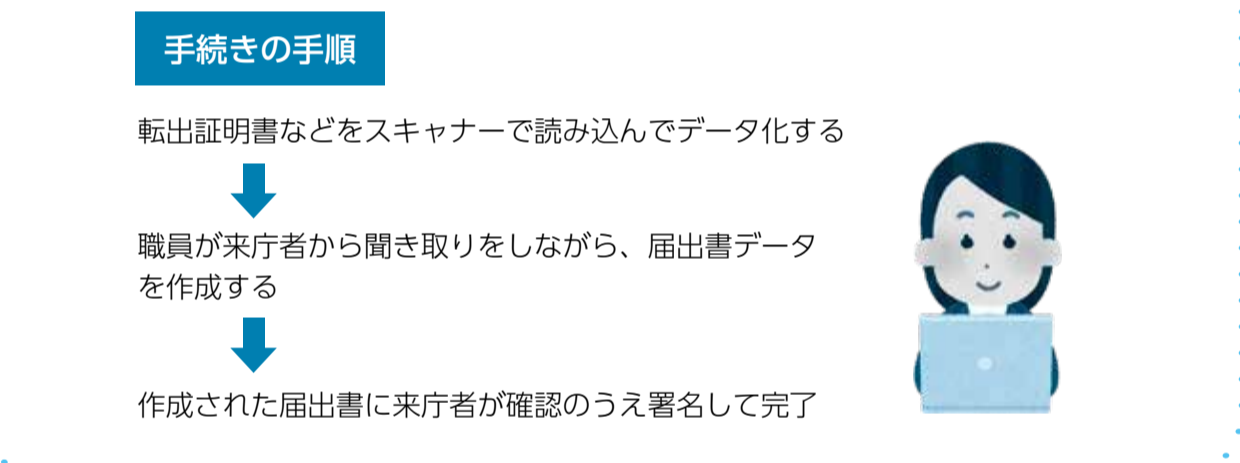 手続きの手順
転出証明書などをスキャナーで読み込んでデータ化する
職員が来庁者から聞き取りをしながら、届出書データ
を作成する
作成された届出書に来庁者が確認のうえ署名して完了